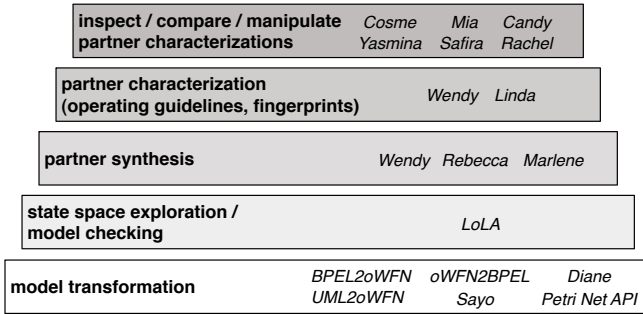 inspect / compare / manipulate Cosme Mia Candy
partner characterizations Yasmina Safira Rachel
partner characterization
(operating guidelines, fingerprints) Wendy Linda
partner synthesis Wendy Rebecca Marlene
state space exploration /
model checking LoLA
model transformation BPEL2oWFN oWFN2BPEL Diane
UML2oWFN Sayo Petri Net API